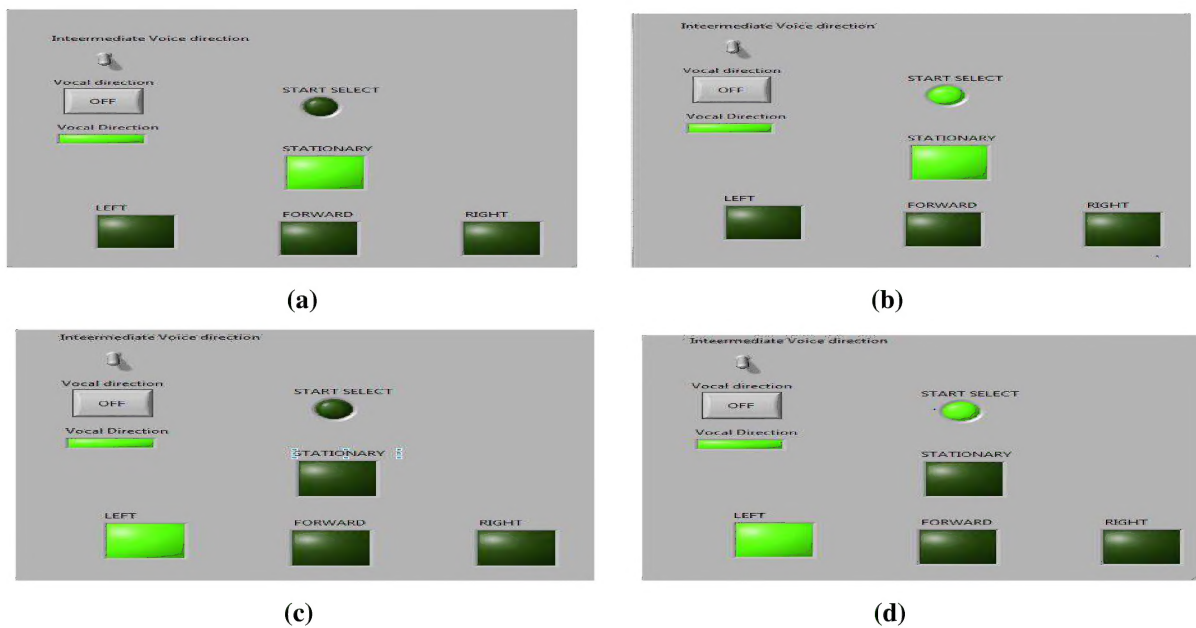 Inteermediate Voice direction
Vocal direction
START SELECT
OFF
Vocal Direction
STATIONARY
LEFT
FORWARD
RIGHT
(a)
Inteermediate Voice direction
Vocal direction
START SELECT
OFF
Vocal Direction
STATIONARY
LEFT
FORWARD
RIGHT
(b)
Inteermediate Voice direction
Vocal direction
START SELECT
OFF
Vocal Direction
STATIONARY
LEFT
FORWARD
RIGHT
(c)
Inteermediate Voice direction
Vocal direction
START SELECT
OFF
Vocal Direction
STATIONARY
LEFT
FORWARD
RIGHT
(d)